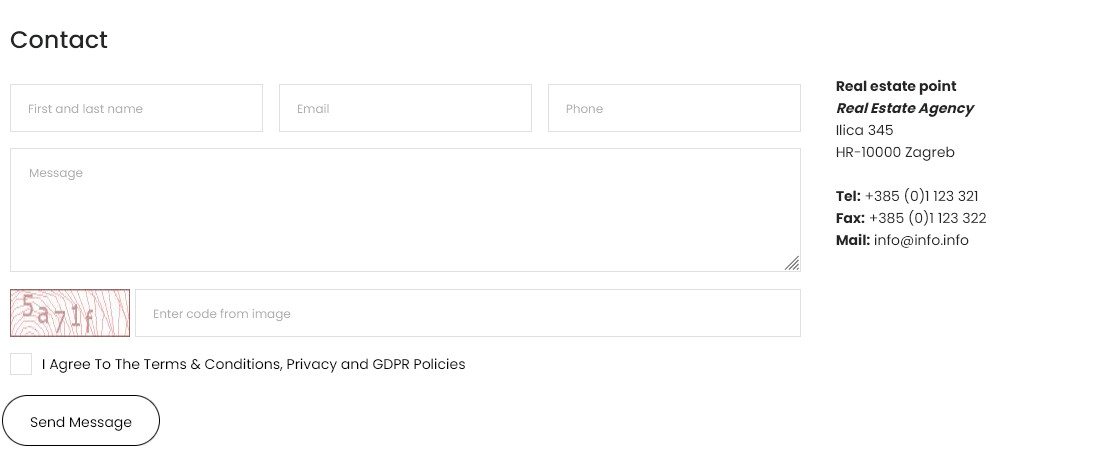 Contact
First and last name
Email
Phone
Message
5a71f
Enter code from image
I Agree To The Terms & Conditions, Privacy and GDPR Policies
Send Message
Real estate point
Real Estate Agency
Ilica 345
HR-10000 Zagreb
Tel: +385 (0)1 123 321
Fax: +385 (0)1 123 322
Mail: info@info.info